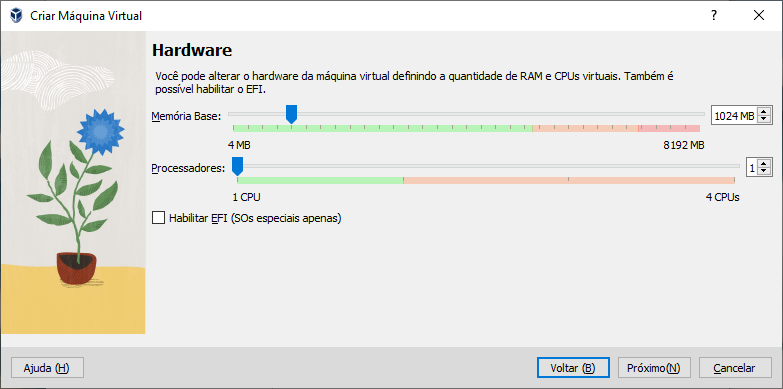 Criar Máquina Virtual
Hardware
Você pode alterar o hardware da máquina virtual definindo a quantidade de RAM e CPUs virtuais. Também é
possível habilitar o EFI.
Memória Base: 1024 MB
4 MB 8192 MB
Processadores: 1
1 CPU 4 CPUs
Habilitar EFI (SOs especiais apenas)
Ajuda (H) Voltar (B) Próximo(N) Cancelar